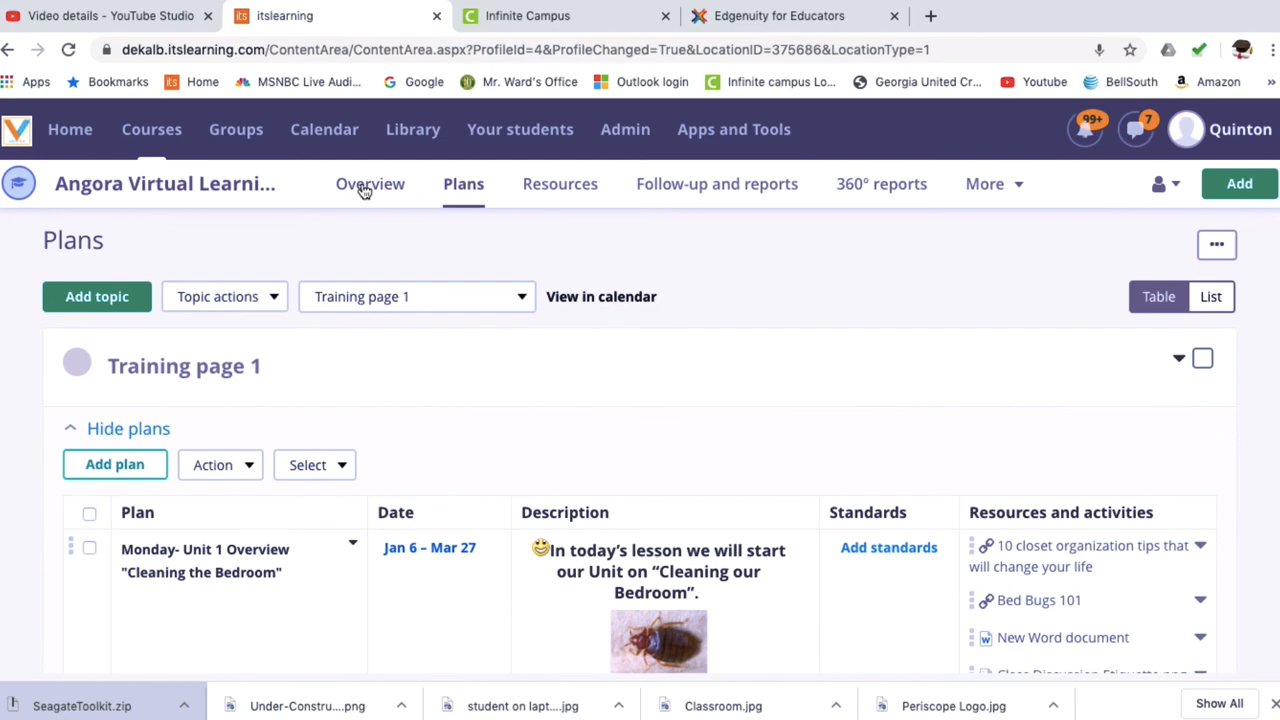 Video details - YouTube Studio
itslearning
Infinite Campus
Edgenuity for Educators
dekalb.itslearning.com/ContentArea/ContentArea.aspx?ProfileId=4&ProfileChanged=True&LocationID=375686&LocationType=1
Apps Bookmarks Home MSNBC Live Audi... Google Mr. Ward's Office Outlook login Infinite campus Lo... Georgia United Cr... Youtube BellSouth Amazon »
Home Courses Groups Calendar Library Your students Admin Apps and Tools 99+ 7 Quinton
Angora Virtual Learni... Overview Plans Resources Follow-up and reports 360° reports More Add
Plans
Add topic Topic actions Training page 1 View in calendar Table List
Training page 1
Hide plans
Add plan Action Select
Plan Date Description Standards Resources and activities
Monday- Unit 1 Overview
"Cleaning the Bedroom"
Jan 6 – Mar 27
In today's lesson we will start
our Unit on “Cleaning our
Bedroom”.
Add standards
10 closet organization tips that
will change your life
Bed Bugs 101
New Word document
Class Discussion Etiquette.png
SeagateToolkit.zip Under-Constru....png student on lapt....jpg Classroom.jpg Periscope Logo.jpg Show All